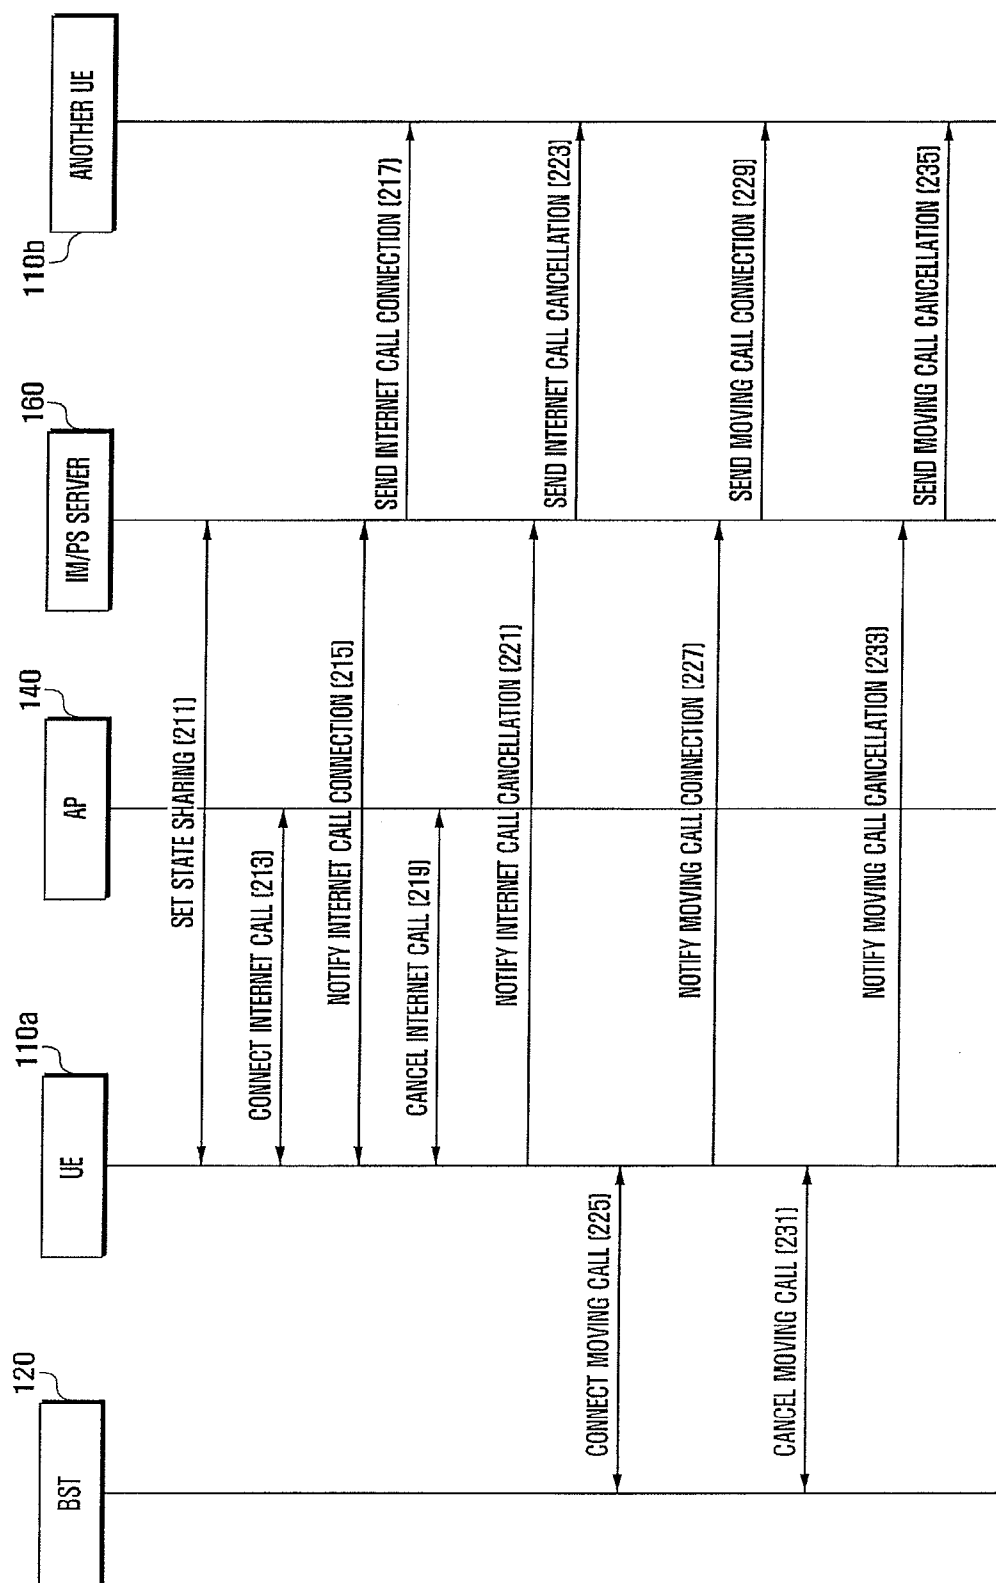 120
BST
110a
UE
140
AP
160
IM/PS SERVER
110b
ANOTHER UE
SET STATE SHARING (211)
CONNECT INTERNET CALL (213)
NOTIFY INTERNET CALL CONNECTION (215)
SEND INTERNET CALL CONNECTION (217)
CANCEL INTERNET CALL (219)
NOTIFY INTERNET CALL CANCELLATION (221)
SEND INTERNET CALL CANCELLATION (223)
CONNECT MOVING CALL (225)
NOTIFY MOVING CALL CONNECTION (227)
SEND MOVING CALL CONNECTION (229)
CANCEL MOVING CALL (231)
NOTIFY MOVING CALL CANCELLATION (233)
SEND MOVING CALL CANCELLATION (235)